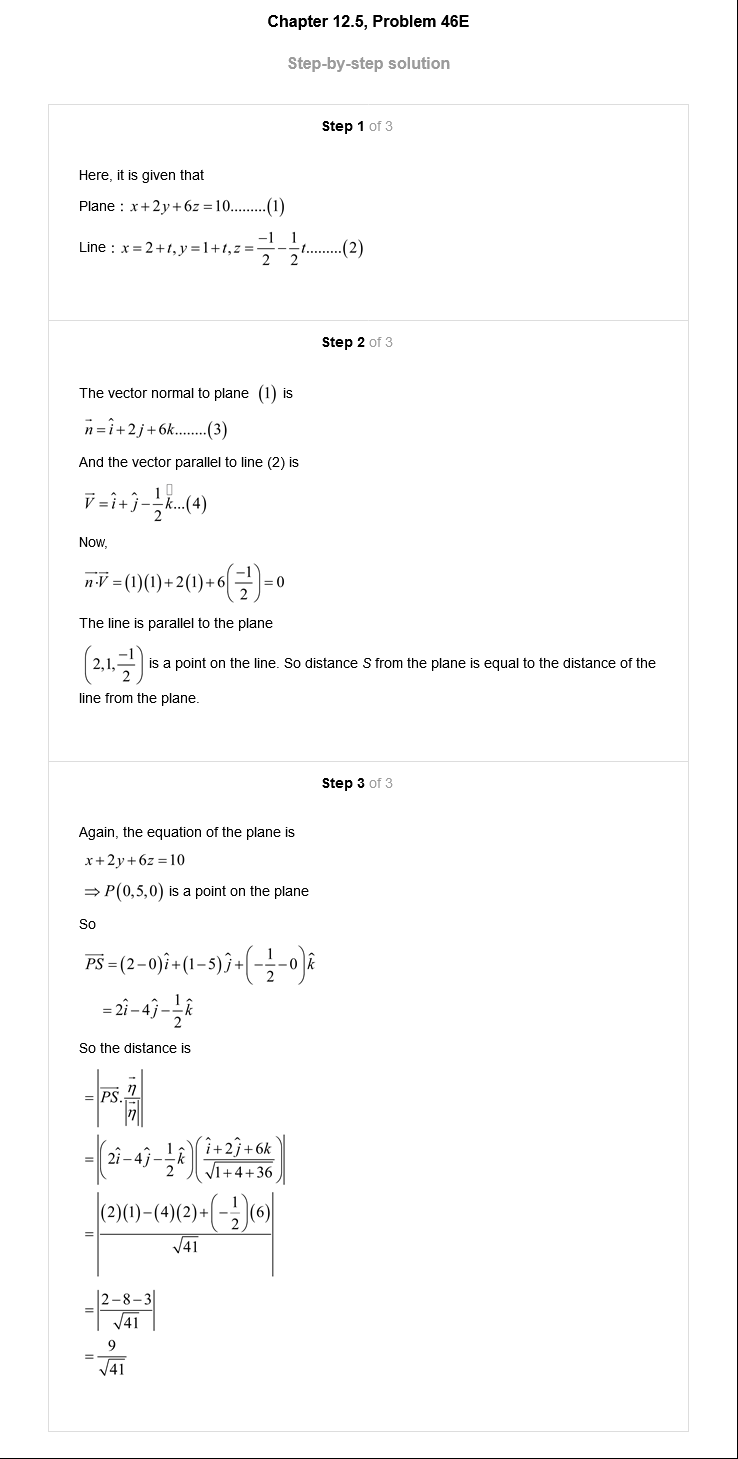 Chapter 12.5, Problem 46E
Step-by-step solution
Step 1 of 3
Here, it is given that
Plane : x+2y+6z=10.........(1)
Line : x=2+t, y=1+t, z=\frac{-1}{2}-\frac{1}{2}t.........(2)
Step 2 of 3
The vector normal to plane (1) is
\vec{n}=\hat{i}+2j+6k........(3)
And the vector parallel to line (2) is
\vec{V}=\hat{i}+\hat{j}-\frac{1}{2}k...(4)
Now,
\vec{n}.\vec{V}=(1)(1)+2(1)+6\left(\frac{-1}{2}\right)=0
The line is parallel to the plane
\left(2,1,\frac{-1}{2}\right) is a point on the line. So distance S from the plane is equal to the distance of the
line from the plane.
Step 3 of 3
Again, the equation of the plane is
x+2y+6z=10
⇒ P(0,5,0) is a point on the plane
So
\overrightarrow{PS}=(2-0)\hat{i}+(1-5)\hat{j}+\left(-\frac{1}{2}-0\right)\hat{k}
=2\hat{i}-4\hat{j}-\frac{1}{2}\hat{k}
So the distance is
=\left|\overrightarrow{PS}.\frac{\vec{\eta}}{|\vec{\eta}|}\right|
=\left|\left(2\hat{i}-4\hat{j}-\frac{1}{2}\hat{k}\right)\left(\frac{\hat{i}+2\hat{j}+6k}{\sqrt{1+4+36}}\right)\right|
=\left|\frac{(2)(1)-(4)(2)+\left(-\frac{1}{2}\right)(6)}{\sqrt{41}}\right|
=\left|\frac{2-8-3}{\sqrt{41}}\right|
=\frac{9}{\sqrt{41}}